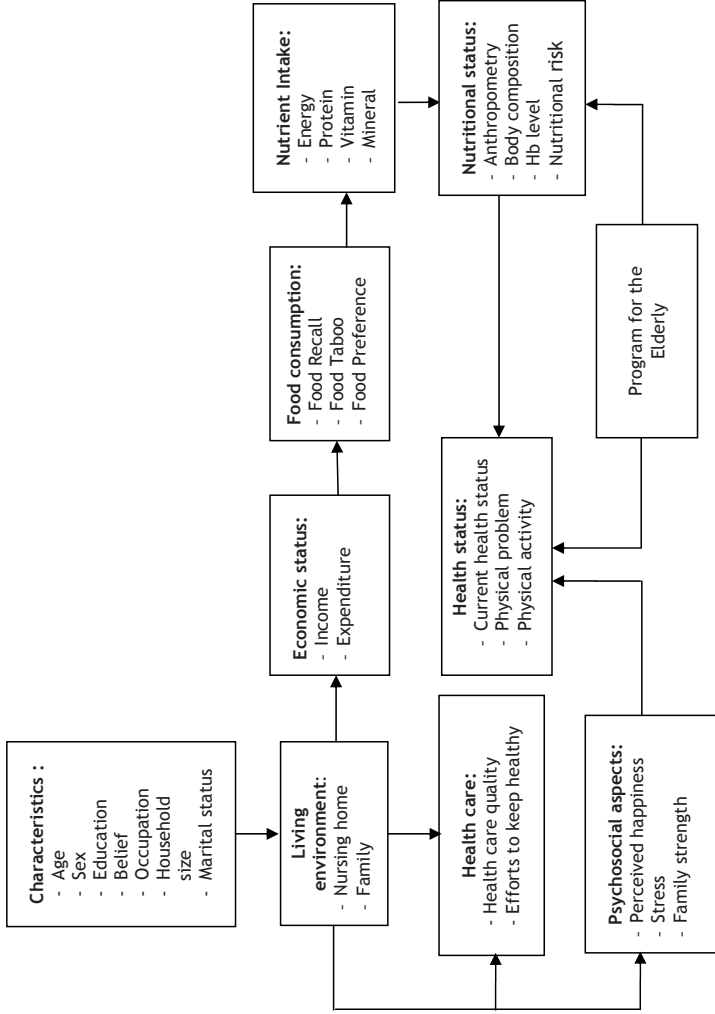 Characteristics :
- Age
- Sex
- Education
- Belief
- Occupation
- Household
size
- Marital status
Living
environment:
- Nursing home
- Family
Economic status:
- Income
- Expenditure
Food consumption:
- Food Recall
- Food Taboo
- Food Preference
Nutrient Intake:
- Energy
- Protein
- Vitamin
- Mineral
Health care:
- Health care quality
- Efforts to keep healthy
Health status:
- Current health status
- Physical problem
- Physical activity
Nutritional status:
- Anthropometry
- Body composition
- Hb level
- Nutritional risk
Psychosocial aspects:
- Perceived happiness
- Stress
- Family strength
Program for the
Elderly